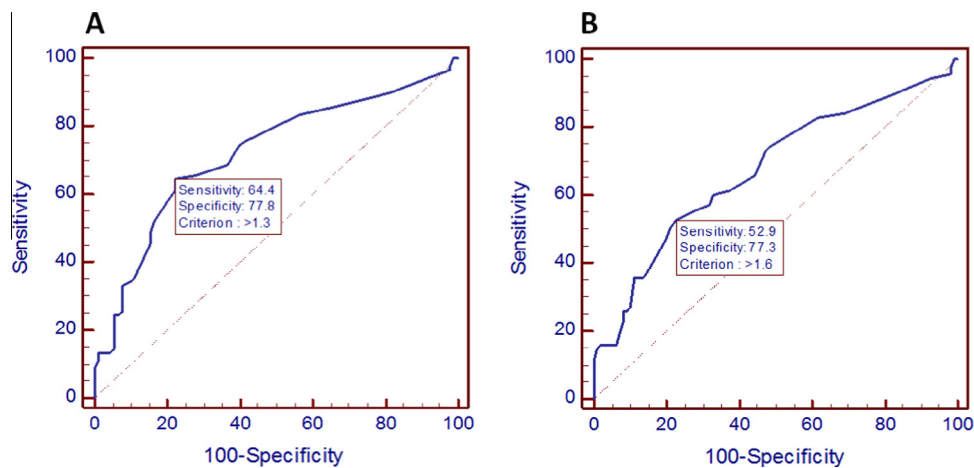 A
100
80
60
40
20
0
Sensitivity
Sensitivity: 64.4
Specificity: 77.8
Criterion : >1.3
0 20 40 60 80 100
100-Specificity
B
100
80
60
40
20
0
Sensitivity
Sensitivity: 52.9
Specificity: 77.3
Criterion : >1.6
0 20 40 60 80 100
100-Specificity